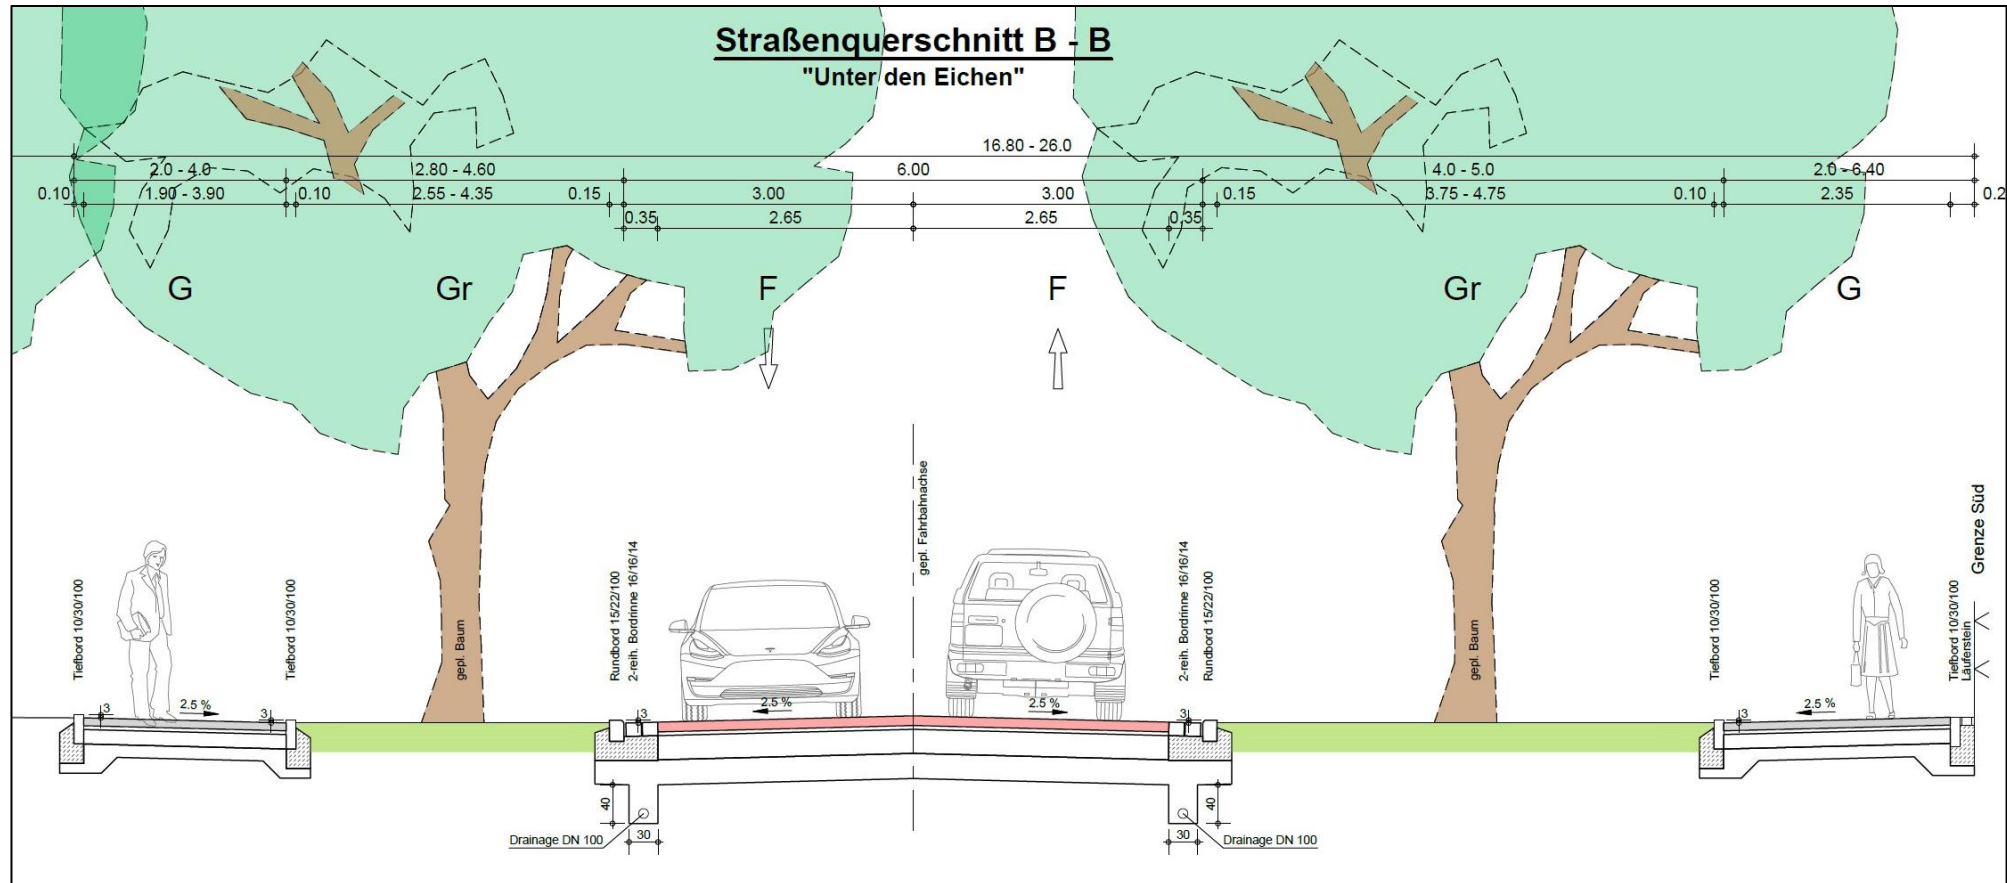 Straßenquerschnitt B - B
"Unter den Eichen"
16.80 - 26.0
2.0 - 4.0 2.80 - 4.60 6.00 4.0 - 5.0 2.0 - 6.40
0.10 1.90 - 3.90 0.10 2.55 - 4.35 0.15 3.00 3.00 0.15 3.75 - 4.75 0.10 2.35 0.2
0.35 2.65 2.65 0.35
G Gr F F Gr G
Tiefbord 10/30/100
Tiefbord 10/30/100
gepl. Baum
Rundbord 15/22/100
2-reih. Bordrinne 16/16/14
gepl. Fahrbahnachse
2-reih. Bordrinne 16/16/14
Rundbord 15/22/100
gepl. Baum
Tiefbord 10/30/100
Tiefbord 10/30/100
Läuferstein
Grenze Süd
3 2.5 % 3 3 2.5 % 2.5 % 3 3 2.5 %
40 40
Drainage DN 100 30 30 Drainage DN 100